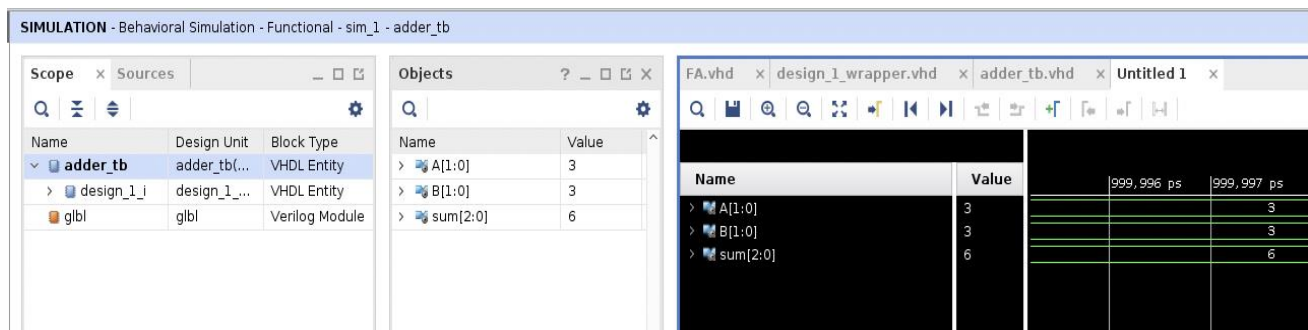 SIMULATION - Behavioral Simulation - Functional - sim_1 - adder_tb
Scope × Sources
Name Design Unit Block Type
adder_tb adder_tb(... VHDL Entity
design_1_i design_1_... VHDL Entity
glbl glbl Verilog Module
Objects
Name Value
A[1:0] 3
B[1:0] 3
sum[2:0] 6
FA.vhd × design_1_wrapper.vhd × adder_tb.vhd × Untitled 1 ×
Name Value 999,996 ps 999,997 ps
A[1:0] 3 3
B[1:0] 3 3
sum[2:0] 6 6